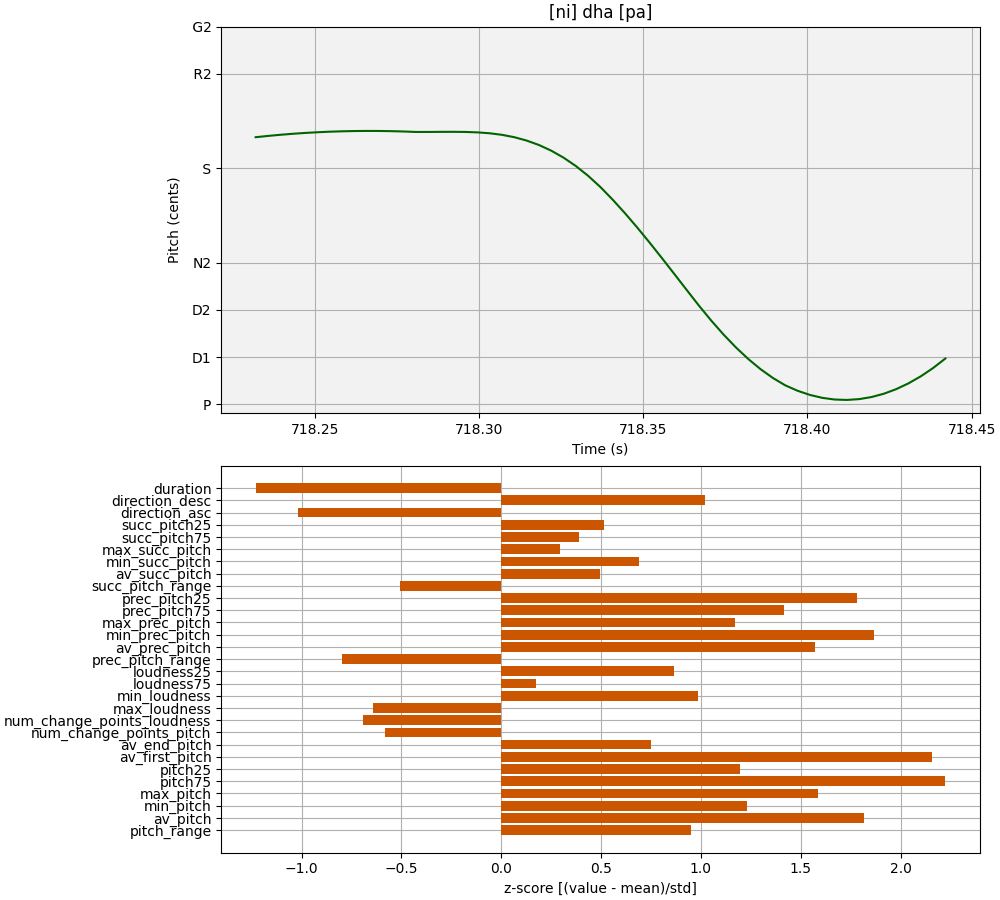 [ni] dha [pa]
G2
R2
S
N2
D2
D1
P
Pitch (cents)
718.25 718.30 718.35 718.40 718.45
Time (s)
duration
direction_desc
direction_asc
succ_pitch25
succ_pitch75
max_succ_pitch
min_succ_pitch
av_succ_pitch
succ_pitch_range
prec_pitch25
prec_pitch75
max_prec_pitch
min_prec_pitch
av_prec_pitch
prec_pitch_range
loudness25
loudness75
min_loudness
max_loudness
num_change_points_loudness
num_change_points_pitch
av_end_pitch
av_first_pitch
pitch25
pitch75
max_pitch
min_pitch
av_pitch
pitch_range
−1.0 −0.5 0.0 0.5 1.0 1.5 2.0
z-score [(value - mean)/std]